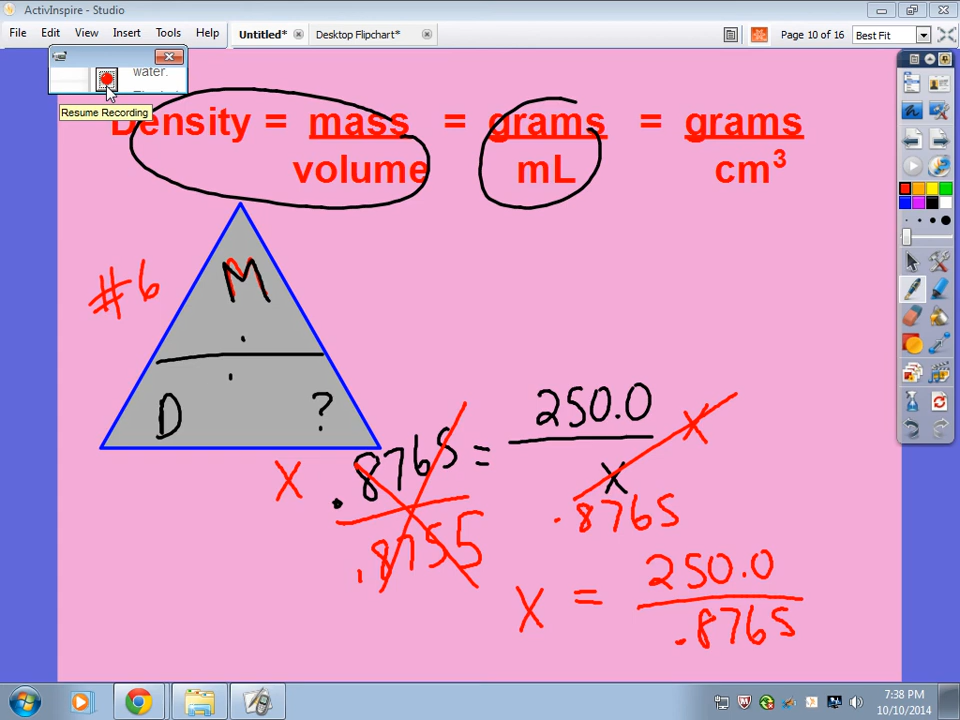 ActivInspire - Studio
File Edit View Insert Tools Help Untitled* Desktop Flipchart* Page 10 of 16 Best Fit
water.
Resume Recording
Density = mass = grams = grams
volume mL cm³
#6
M
D ?
250.0
X .8765 = X X
.8755 .8765
X = 250.0
.8765
7:38 PM
10/10/2014